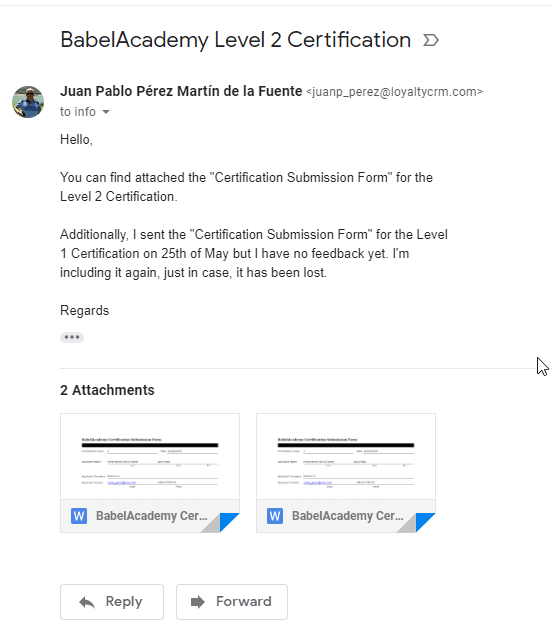 BabelAcademy Level 2 Certification
Juan Pablo Pérez Martín de la Fuente <juanp_perez@loyaltycrm.com>
to info
Hello,
You can find attached the "Certification Submission Form" for the
Level 2 Certification.
Additionally, I sent the "Certification Submission Form" for the Level
1 Certification on 25th of May but I have no feedback yet. I'm
including it again, just in case, it has been lost.
Regards
2 Attachments
BabelAcademy Certification Submission Form
BabelAcademy Certification Submission Form
W BabelAcademy Cer...
W BabelAcademy Cer...
Reply
Forward